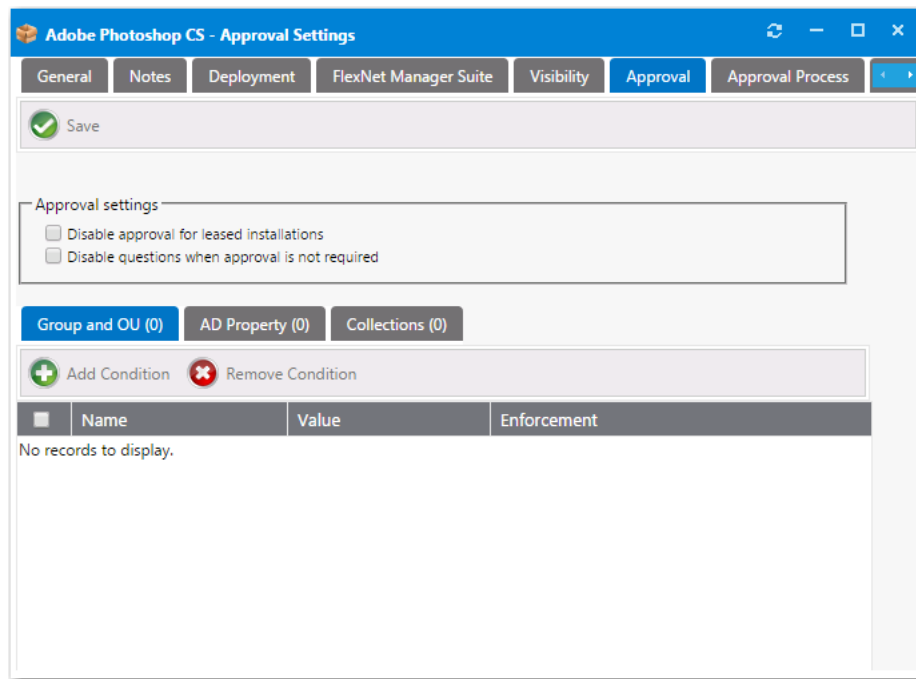 Adobe Photoshop CS - Approval Settings
General Notes Deployment FlexNet Manager Suite Visibility Approval Approval Process
Save
Approval settings
Disable approval for leased installations
Disable questions when approval is not required
Group and OU (0) AD Property (0) Collections (0)
Add Condition Remove Condition
Name Value Enforcement
No records to display.